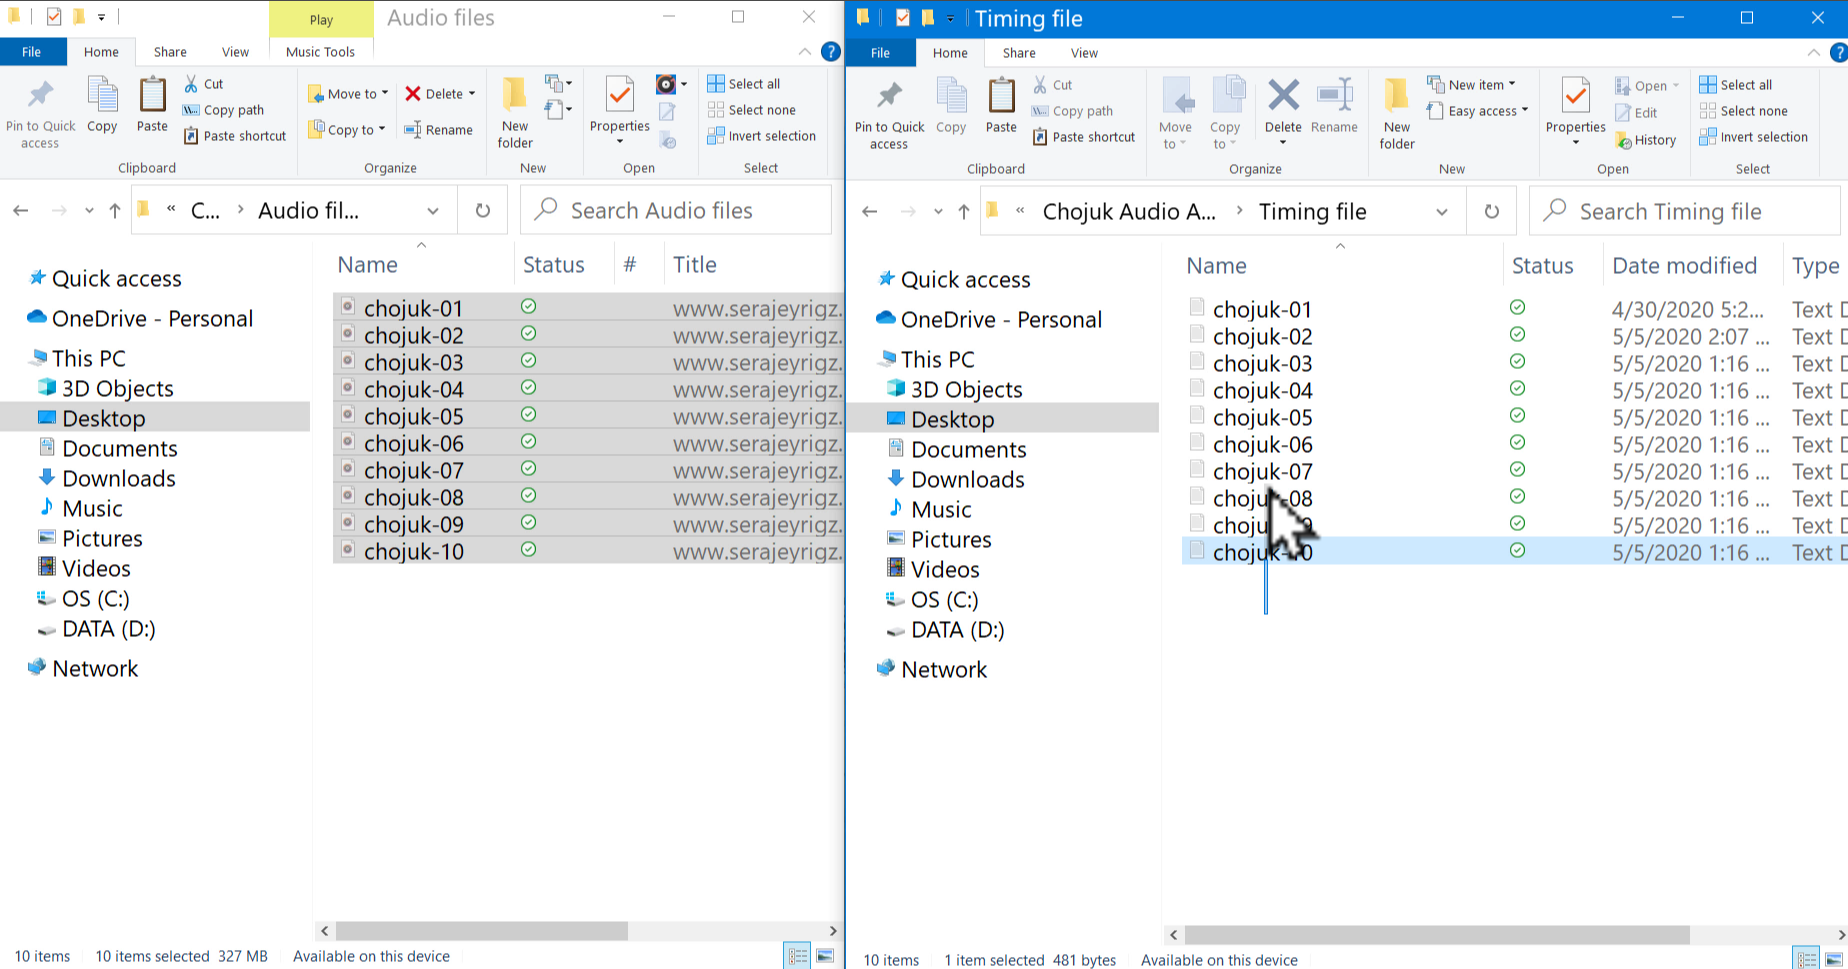 Play
Audio files
File
Home
Share
View
Music Tools
Pin to Quick access
Copy
Paste
Cut
Copy path
Paste shortcut
Clipboard
Move to
Copy to
Delete
Rename
Organize
New folder
New
Properties
Open
Select all
Select none
Invert selection
Select
« C... › Audio fil...
Search Audio files
Quick access
OneDrive - Personal
This PC
3D Objects
Desktop
Documents
Downloads
Music
Pictures
Videos
OS (C:)
DATA (D:)
Network
Name Status # Title
chojuk-01 www.serajeyrigz.
chojuk-02 www.serajeyrigz.
chojuk-03 www.serajeyrigz.
chojuk-04 www.serajeyrigz.
chojuk-05 www.serajeyrigz.
chojuk-06 www.serajeyrigz.
chojuk-07 www.serajeyrigz.
chojuk-08 www.serajeyrigz.
chojuk-09 www.serajeyrigz.
chojuk-10 www.serajeyrigz.
10 items 10 items selected 327 MB Available on this device
Timing file
File
Home
Share
View
Pin to Quick access
Copy
Paste
Cut
Copy path
Paste shortcut
Clipboard
Move to
Copy to
Delete
Rename
Organize
New folder
New item
Easy access
New
Properties
Open
Edit
History
Open
Select all
Select none
Invert selection
Select
« Chojuk Audio A... › Timing file
Search Timing file
Quick access
OneDrive - Personal
This PC
3D Objects
Desktop
Documents
Downloads
Music
Pictures
Videos
OS (C:)
DATA (D:)
Network
Name Status Date modified Type
chojuk-01 4/30/2020 5:2... Text D
chojuk-02 5/5/2020 2:07 ... Text D
chojuk-03 5/5/2020 1:16 ... Text D
chojuk-04 5/5/2020 1:16 ... Text D
chojuk-05 5/5/2020 1:16 ... Text D
chojuk-06 5/5/2020 1:16 ... Text D
chojuk-07 5/5/2020 1:16 ... Text D
chojuk-08 5/5/2020 1:16 ... Text D
5/5/2020 1:16 ... Text D
chojuk-10 5/5/2020 1:16 ... Text D
10 items 1 item selected 481 bytes Available on this device